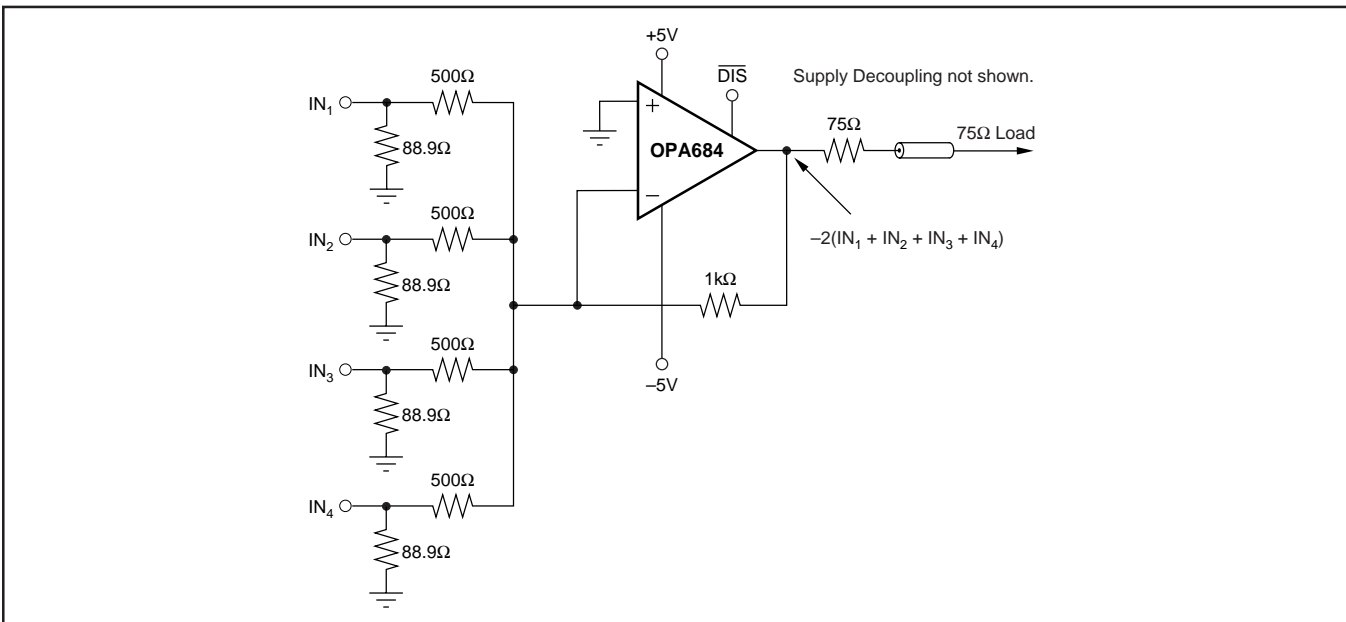 +5V
500Ω
DIS
Supply Decoupling not shown.
IN1
+
75Ω
75Ω Load
88.9Ω
OPA684
–
500Ω
IN2
–2(IN1 + IN2 + IN3 + IN4)
88.9Ω
1kΩ
500Ω
IN3
–5V
88.9Ω
500Ω
IN4
88.9Ω